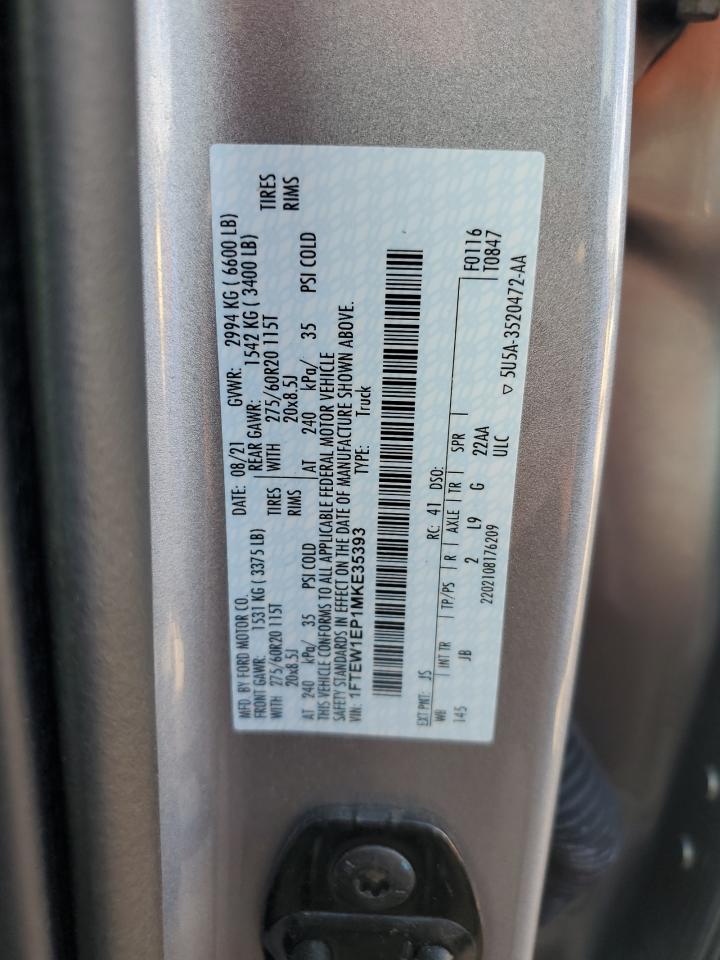 MFD. BY FORD MOTOR CO. DATE: 08/21 GVWR: 2994 KG ( 6600 LB)
FRONT GAWR: 1531 KG ( 3375 LB) REAR GAWR: 1542 KG ( 3400 LB)
WITH 275/60R20 115T TIRES WITH 275/60R20 115T TIRES
20x8.5J RIMS 20x8.5J RIMS
AT 240 kPa/ 35 PSI COLD AT 240 kPa/ 35 PSI COLD
THIS VEHICLE CONFORMS TO ALL APPLICABLE FEDERAL MOTOR VEHICLE
SAFETY STANDARDS IN EFFECT ON THE DATE OF MANUFACTURE SHOWN ABOVE.
VIN: 1FTEW1EP1MKE35393 TYPE: Truck
EXT PNT: JS RC: 41 DSO: F0116
WB INT TR TP/PS R AXLE TR SPR T0847
145 JB 2 L9 G 22AA
2202108176209 ULC ▽ 5U5A-3520472-AA